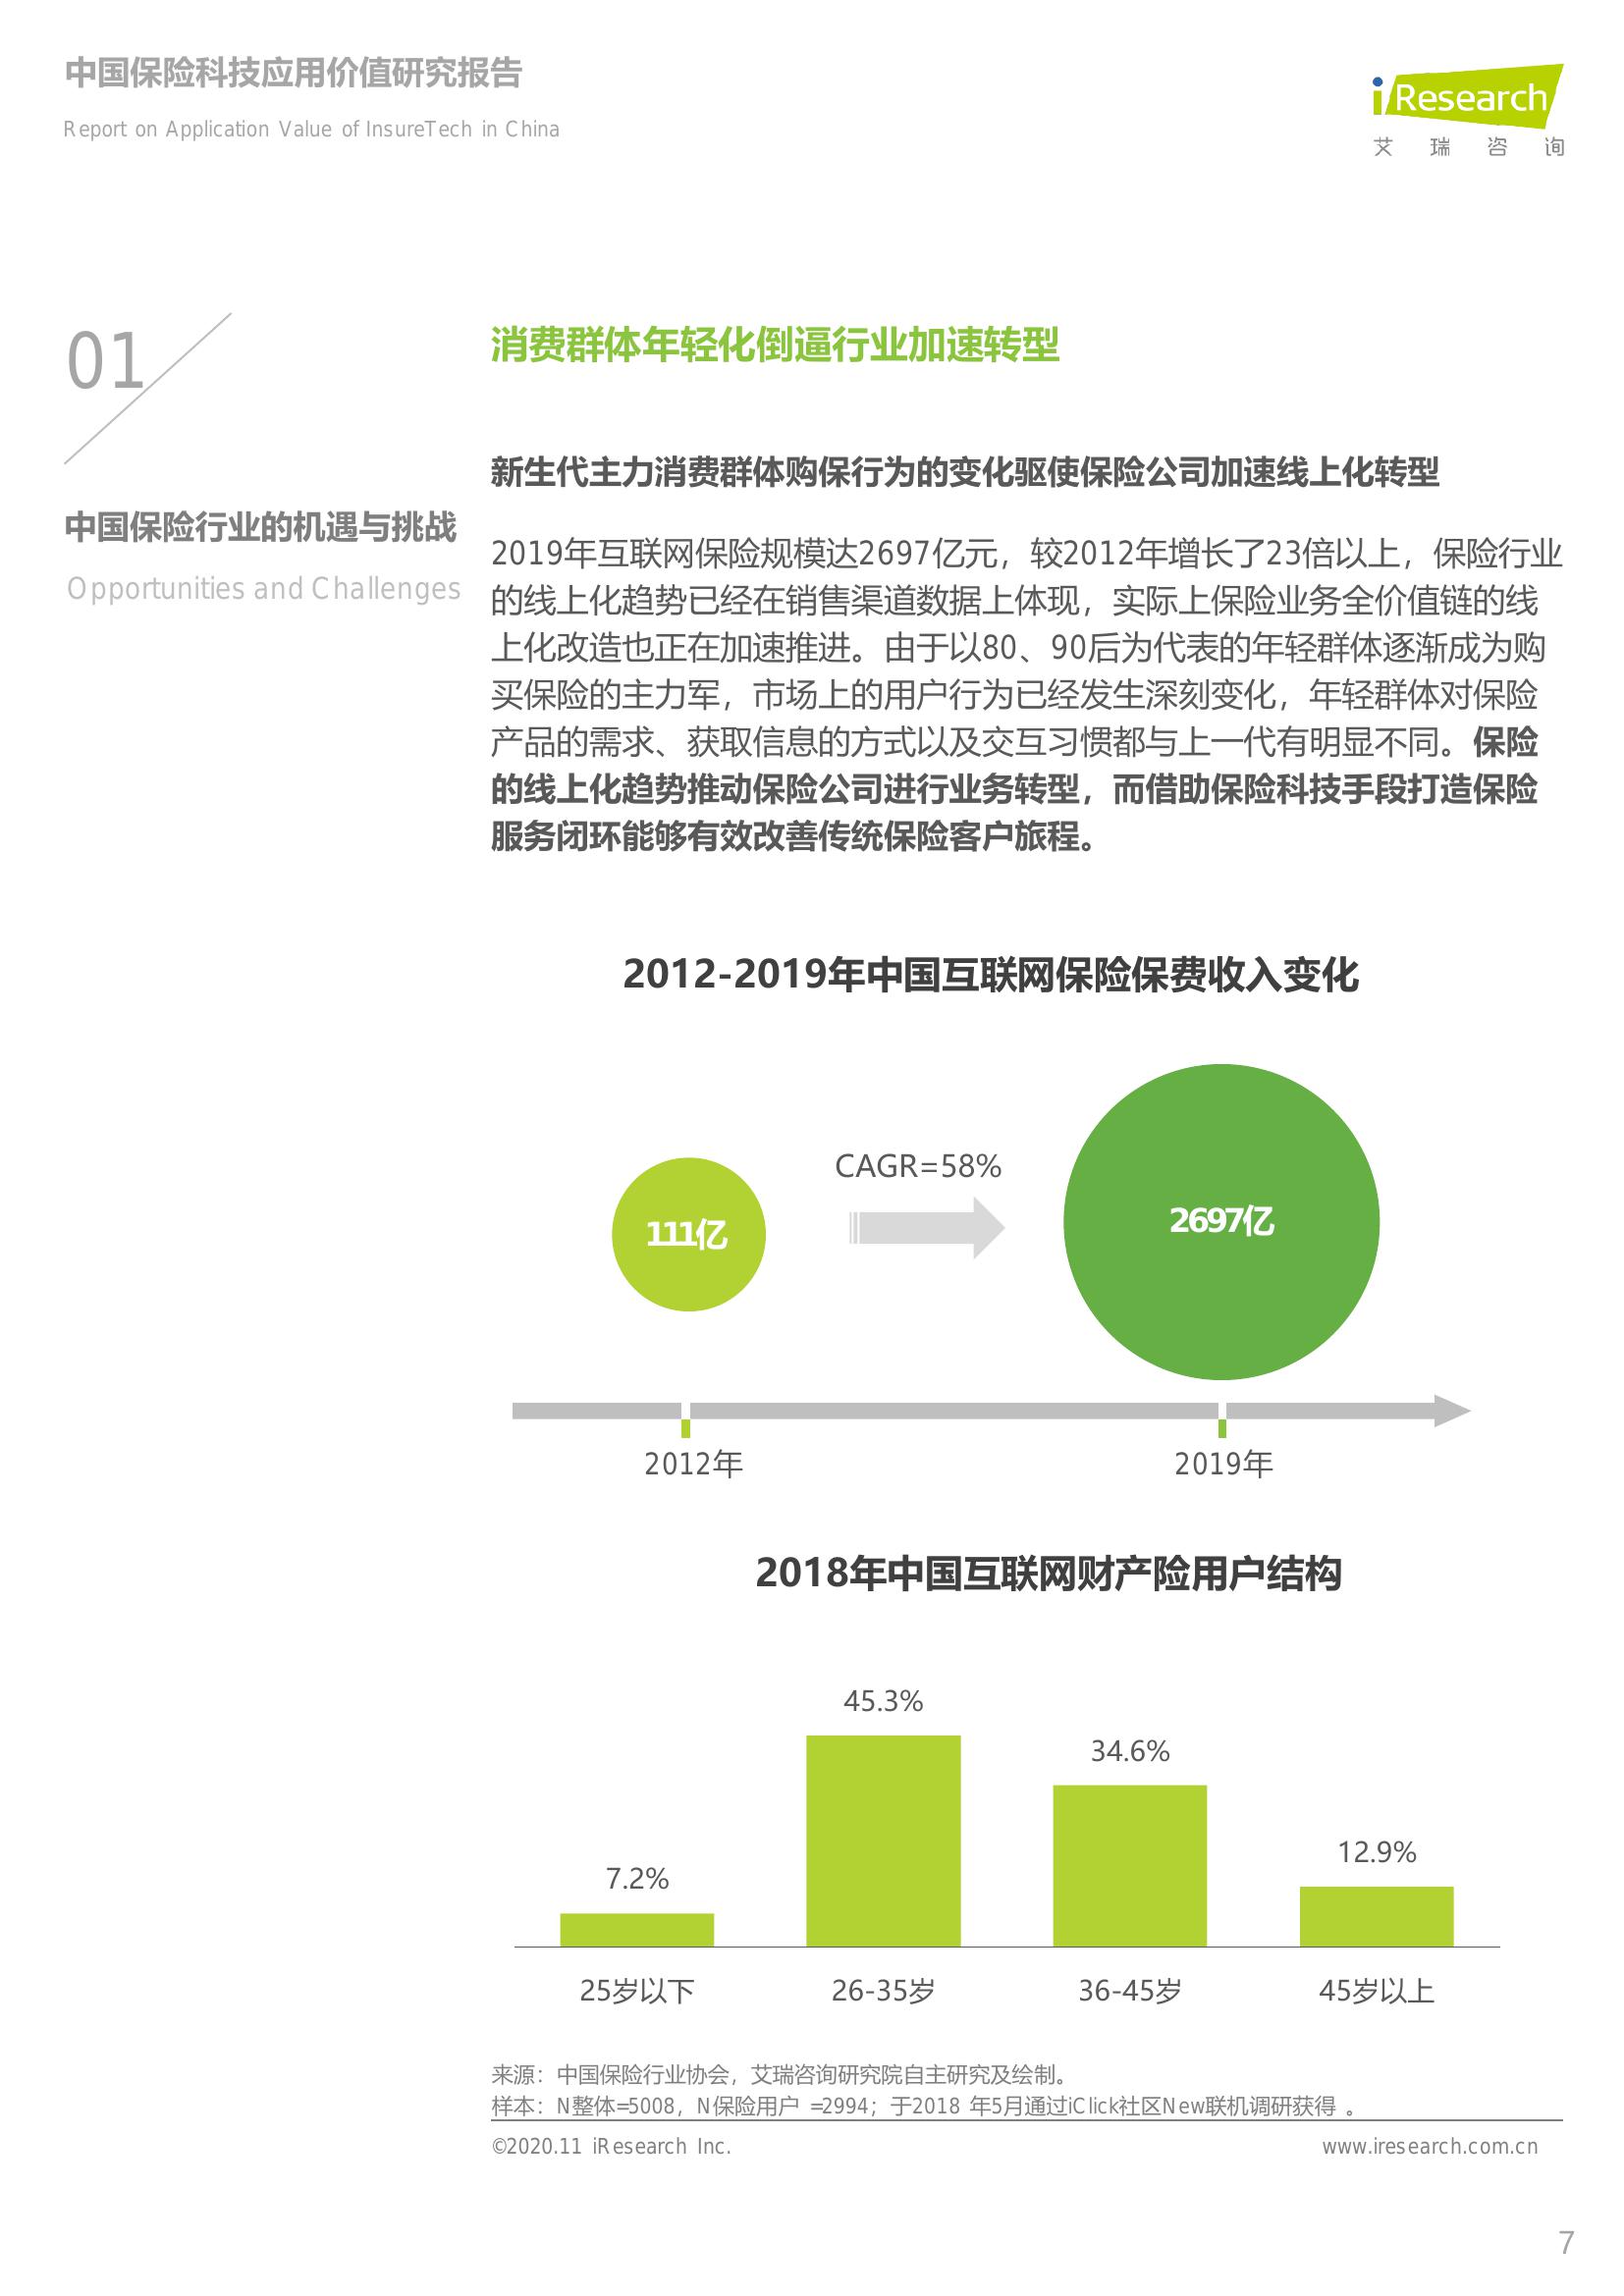 中国保险科技应用价值研究报告
Report on Application Value of InsureTech in China
iResearch
艾瑞咨询
01
中国保险行业的机遇与挑战
Opportunities and Challenges
消费群体年轻化倒逼行业加速转型
新生代主力消费群体购保行为的变化驱使保险公司加速线上化转型
2019年互联网保险规模达2697亿元，较2012年增长了23倍以上，保险行业
的线上化趋势已经在销售渠道数据上体现，实际上保险业务全价值链的线
上化改造也正在加速推进。由于以80、90后为代表的年轻群体逐渐成为购
买保险的主力军，市场上的用户行为已经发生深刻变化，年轻群体对保险
产品的需求、获取信息的方式以及交互习惯都与上一代有明显不同。保险
的线上化趋势推动保险公司进行业务转型，而借助保险科技手段打造保险
服务闭环能够有效改善传统保险客户旅程。
2012-2019年中国互联网保险保费收入变化
CAGR=58%
111亿
2697亿
2012年
2019年
2018年中国互联网财产险用户结构
45.3%
34.6%
12.9%
7.2%
25岁以下
26-35岁
36-45岁
45岁以上
来源：中国保险行业协会，艾瑞咨询研究院自主研究及绘制。
样本：N整体=5008，N保险用户 =2994；于2018 年5月通过iClick社区New联机调研获得 。
©2020.11 iResearch Inc.
www.iresearch.com.cn
7